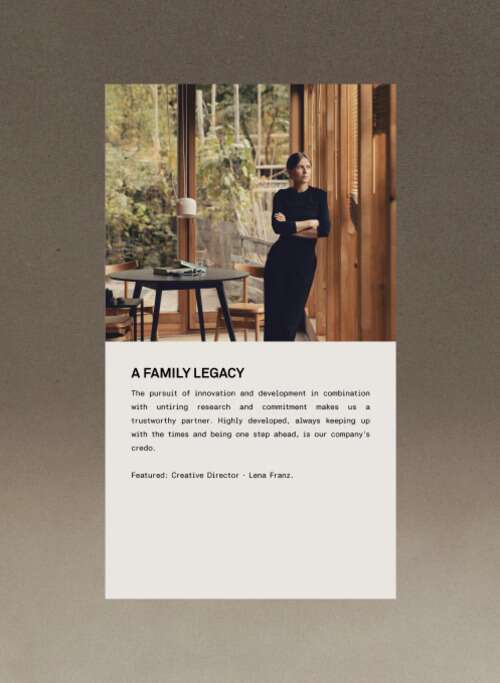 A FAMILY LEGACY
The pursuit of innovation and development in combination
with untiring research and commitment makes us a
trustworthy partner. Highly developed, always keeping up
with the times and being one step ahead, is our company's
credo.
Featured: Creative Director - Lena Franz.